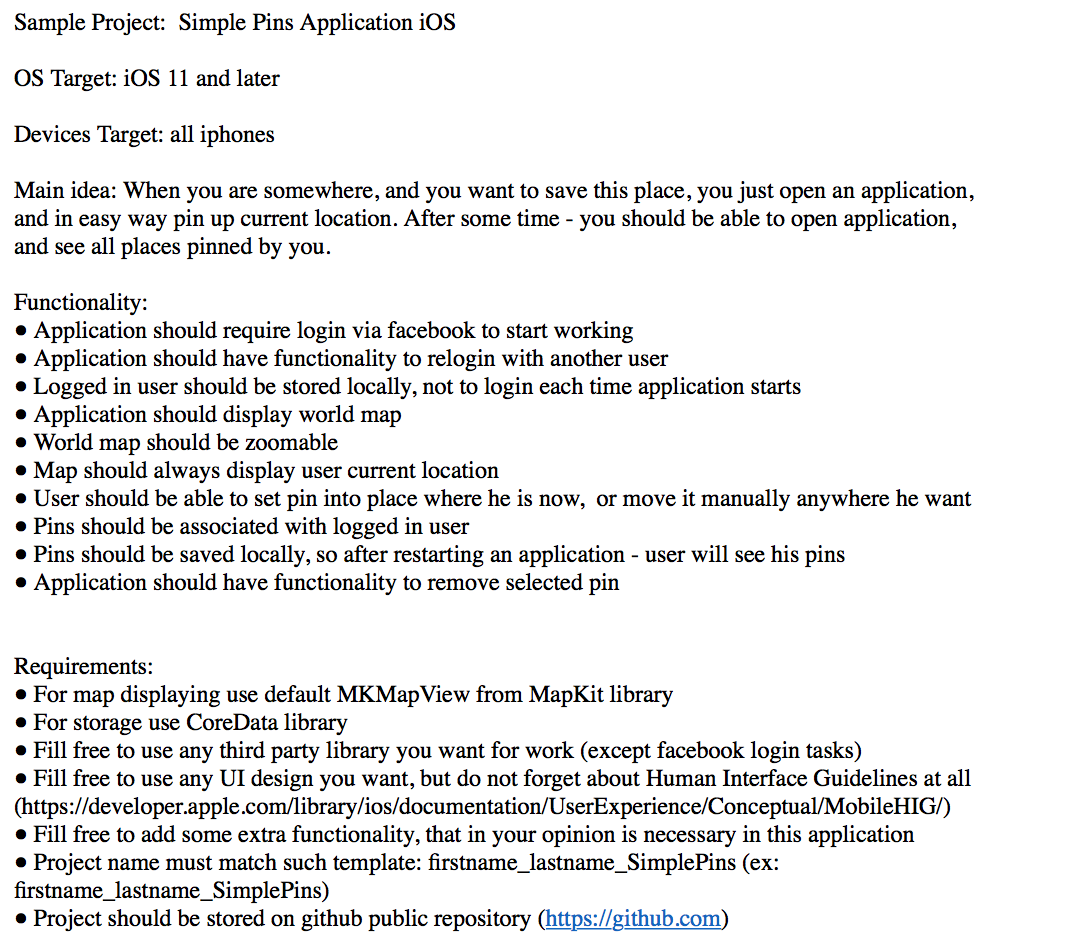 Sample Project:  Simple Pins Application iOS
OS Target: iOS 11 and later
Devices Target: all iphones
Main idea: When you are somewhere, and you want to save this place, you just open an application,
and in easy way pin up current location. After some time - you should be able to open application,
and see all places pinned by you.
Functionality:
● Application should require login via facebook to start working
● Application should have functionality to relogin with another user
● Logged in user should be stored locally, not to login each time application starts
● Application should display world map
● World map should be zoomable
● Map should always display user current location
● User should be able to set pin into place where he is now,  or move it manually anywhere he want
● Pins should be associated with logged in user
● Pins should be saved locally, so after restarting an application - user will see his pins
● Application should have functionality to remove selected pin
Requirements:
● For map displaying use default MKMapView from MapKit library
● For storage use CoreData library
● Fill free to use any third party library you want for work (except facebook login tasks)
● Fill free to use any UI design you want, but do not forget about Human Interface Guidelines at all
(https://developer.apple.com/library/ios/documentation/UserExperience/Conceptual/MobileHIG/)
● Fill free to add some extra functionality, that in your opinion is necessary in this application
● Project name must match such template: firstname_lastname_SimplePins (ex:
firstname_lastname_SimplePins)
● Project should be stored on github public repository (https://github.com)